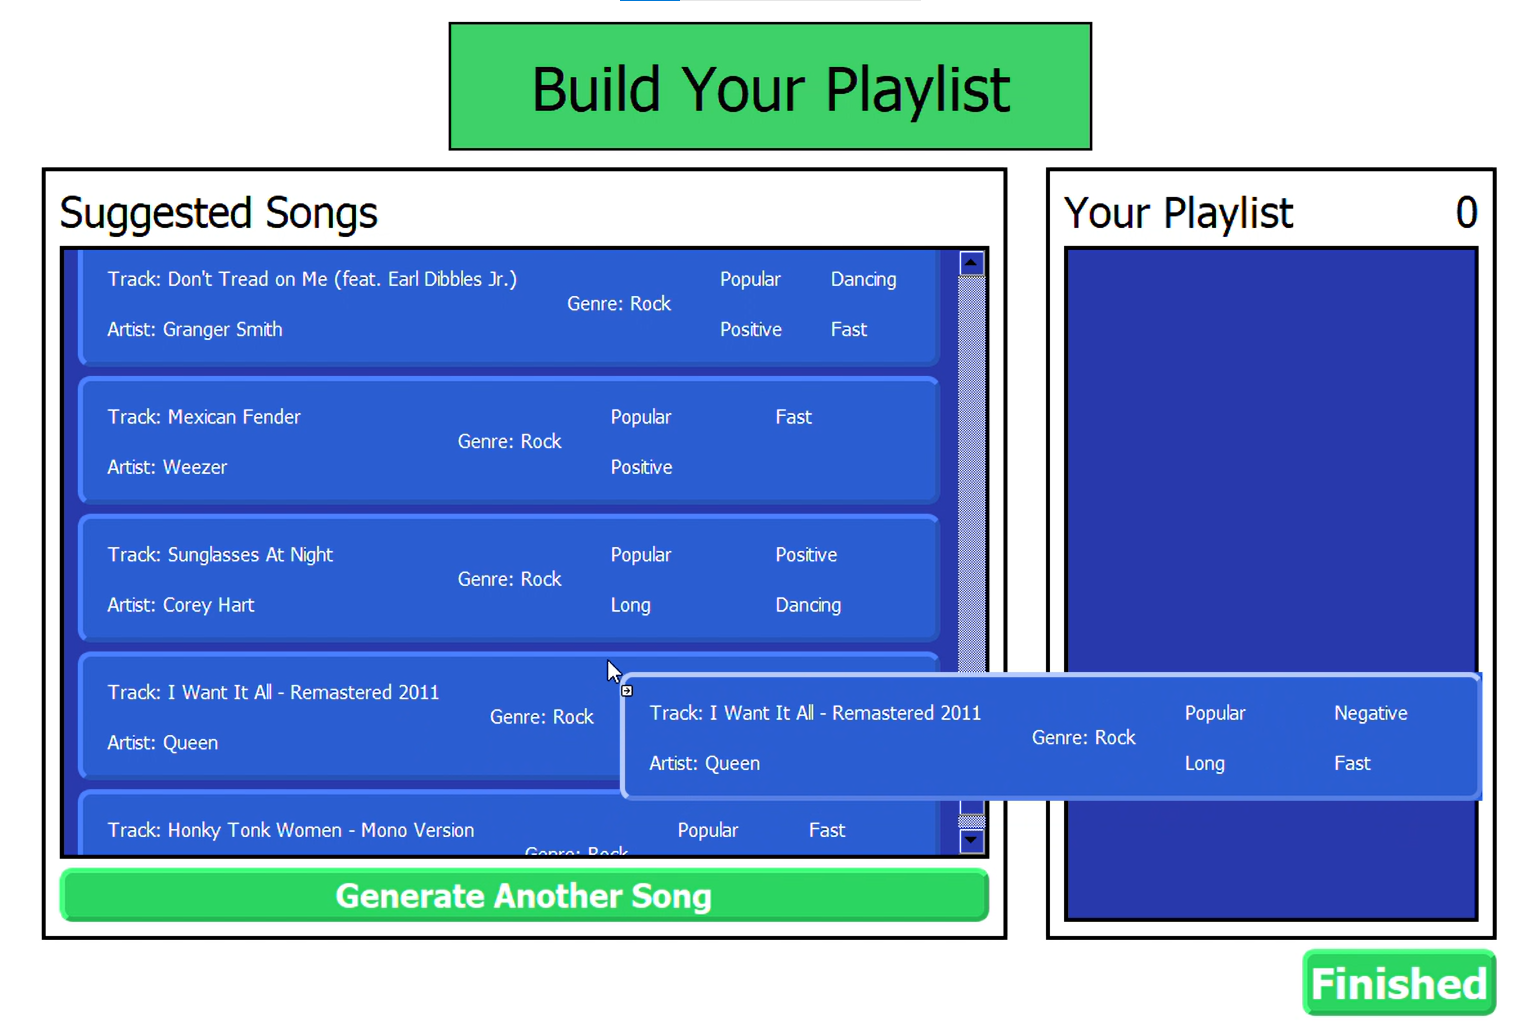 Build Your Playlist
Suggested Songs
Track: Don't Tread on Me (feat. Earl Dibbles Jr.)
Artist: Granger Smith
Genre: Rock
Popular Dancing
Positive Fast
Track: Mexican Fender
Artist: Weezer
Genre: Rock
Popular Fast
Positive
Track: Sunglasses At Night
Artist: Corey Hart
Genre: Rock
Popular Positive
Long Dancing
Track: I Want It All - Remastered 2011
Artist: Queen
Genre: Rock
Track: I Want It All - Remastered 2011
Artist: Queen
Genre: Rock
Popular Negative
Long Fast
Track: Honky Tonk Women - Mono Version
Genre: Rock
Popular Fast
Generate Another Song
Your Playlist 0
Finished